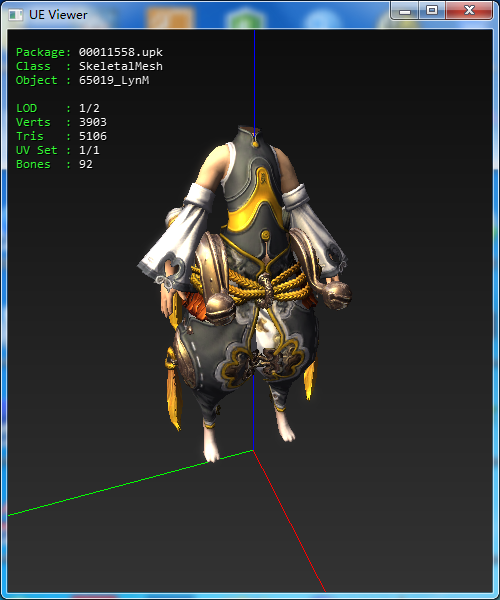 UE Viewer
Package: 00011558.upk
Class : SkeletalMesh
Object : 65019_LynM
LOD : 1/2
Verts : 3903
Tris : 5106
UV Set : 1/1
Bones : 92